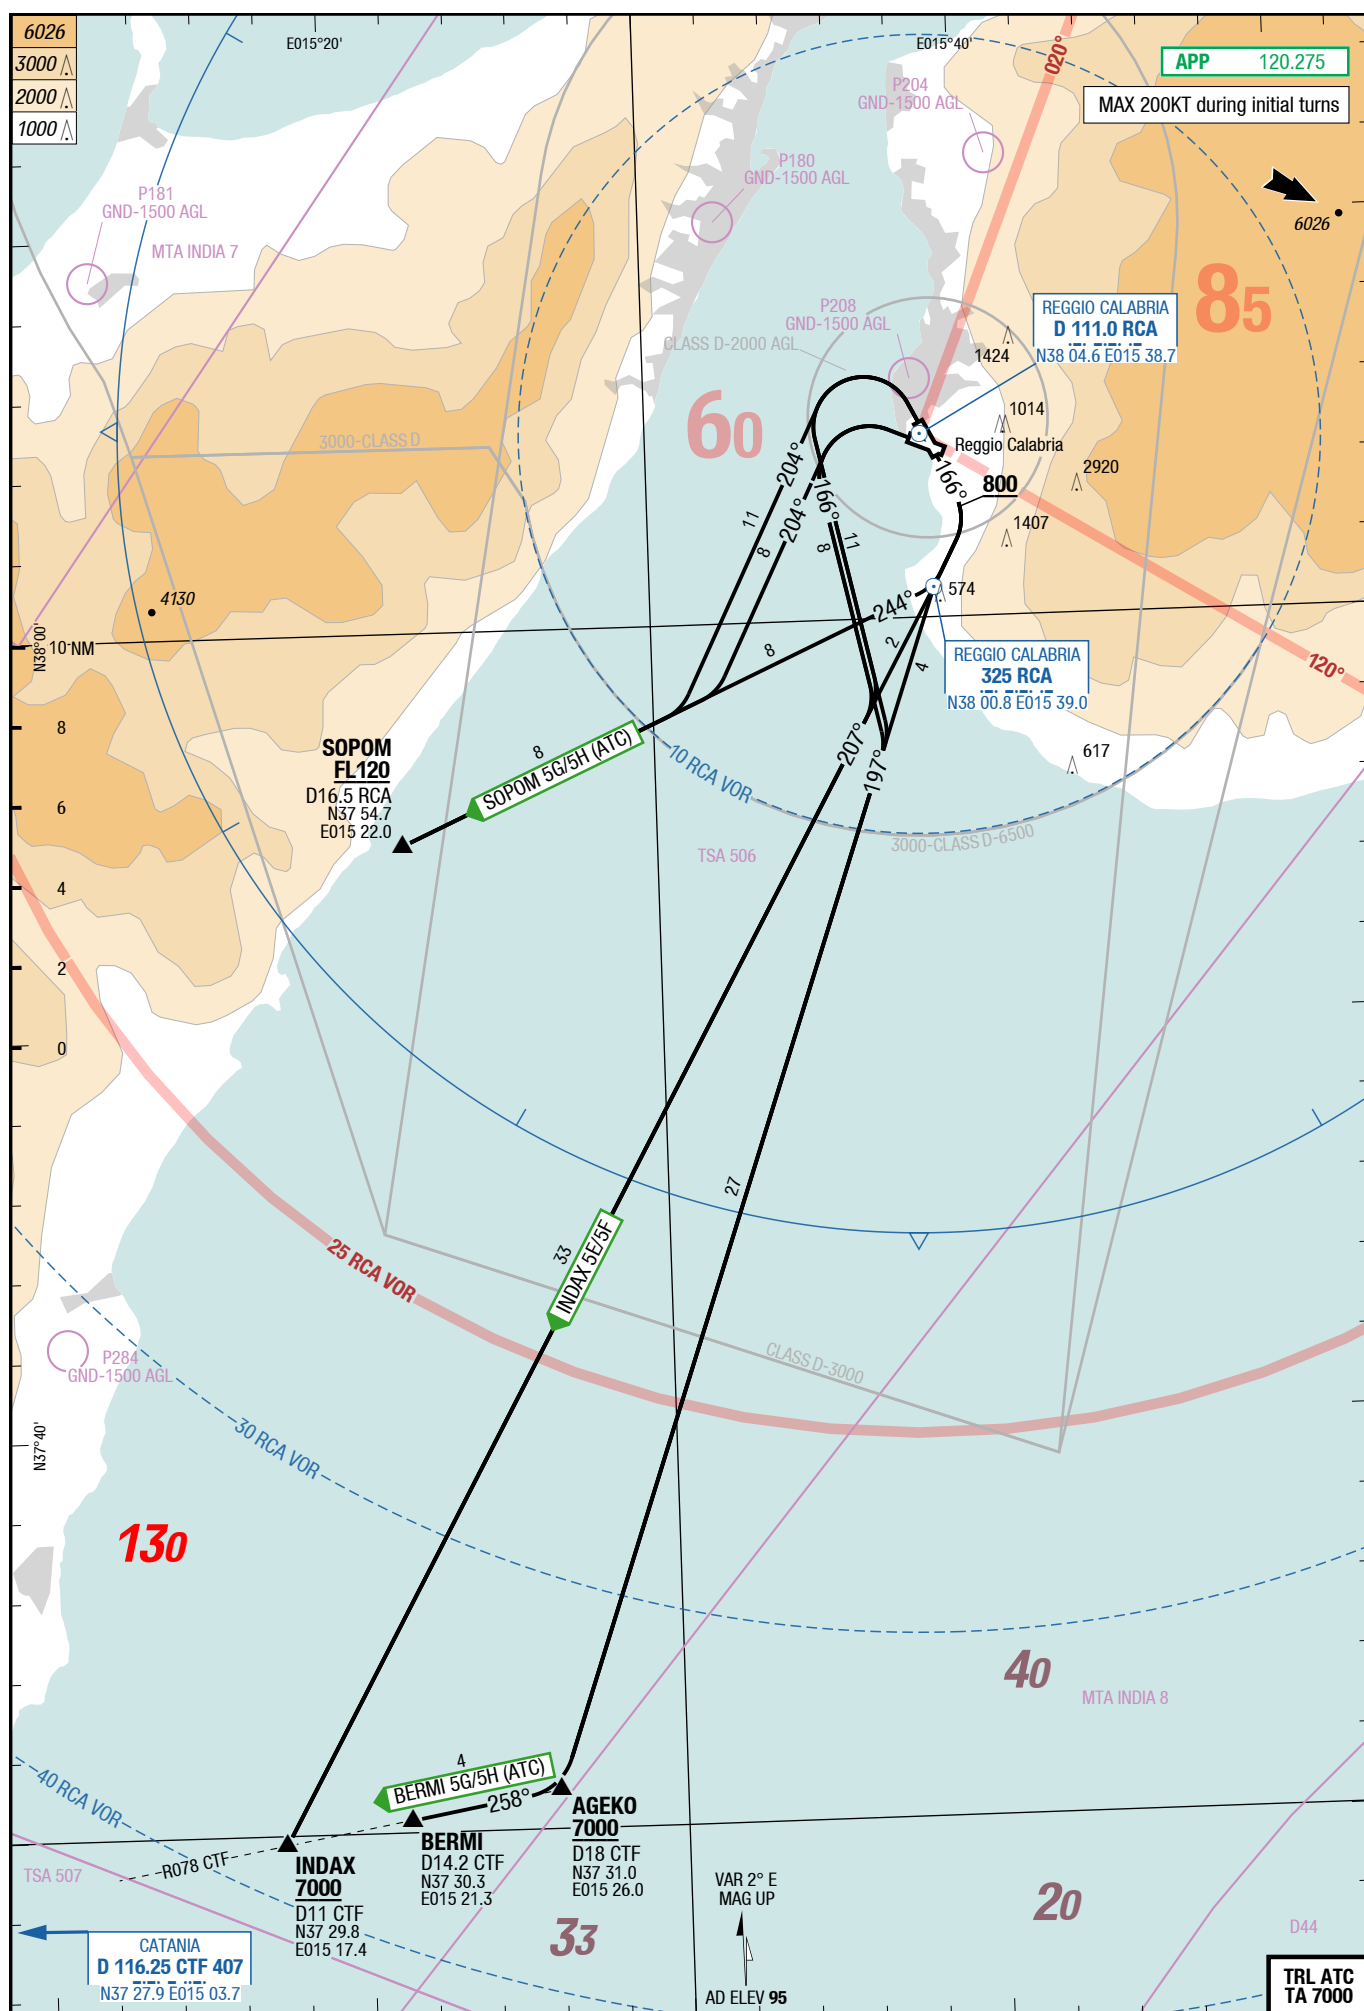 6026
3000
2000
1000
E015°20'
E015°40'
020°
APP 120.275
MAX 200KT during initial turns
P204
GND-1500 AGL
P180
GND-1500 AGL
P181
GND-1500 AGL
MTA INDIA 7
6026
85
REGGIO CALABRIA
D 111.0 RCA
N38 04.6 E015 38.7
P208
GND-1500 AGL
CLASS D-2000 AGL
1424
60
1014
Reggio Calabria
3000-CLASS D
204°
166°
800
2920
11
204°
166°
11
8
8
1407
4130
244°
574
N38°00'
10 NM
8
2
4
REGGIO CALABRIA
325 RCA
N38 00.8 E015 39.0
120°
8
SOPOM
FL120
D16.5 RCA
N37 54.7
E015 22.0
8
SOPOM 5G/5H (ATC)
10 RCA VOR
207°
197°
617
6
3000-CLASS D-6500
TSA 506
4
2
0
27
33
INDAX 5E/5F
25 RCA VOR
CLASS D-3000
P284
GND-1500 AGL
N37°40'
30 RCA VOR
130
40
MTA INDIA 8
4
BERMI 5G/5H (ATC)
258°
40 RCA VOR
AGEKO
7000
D18 CTF
N37 31.0
E015 26.0
BERMI
D14.2 CTF
N37 30.3
E015 21.3
R078 CTF
INDAX
7000
D11 CTF
N37 29.8
E015 17.4
TSA 507
VAR 2° E
MAG UP
20
33
D44
CATANIA
D 116.25 CTF 407
N37 27.9 E015 03.7
AD ELEV 95
TRL ATC
TA 7000